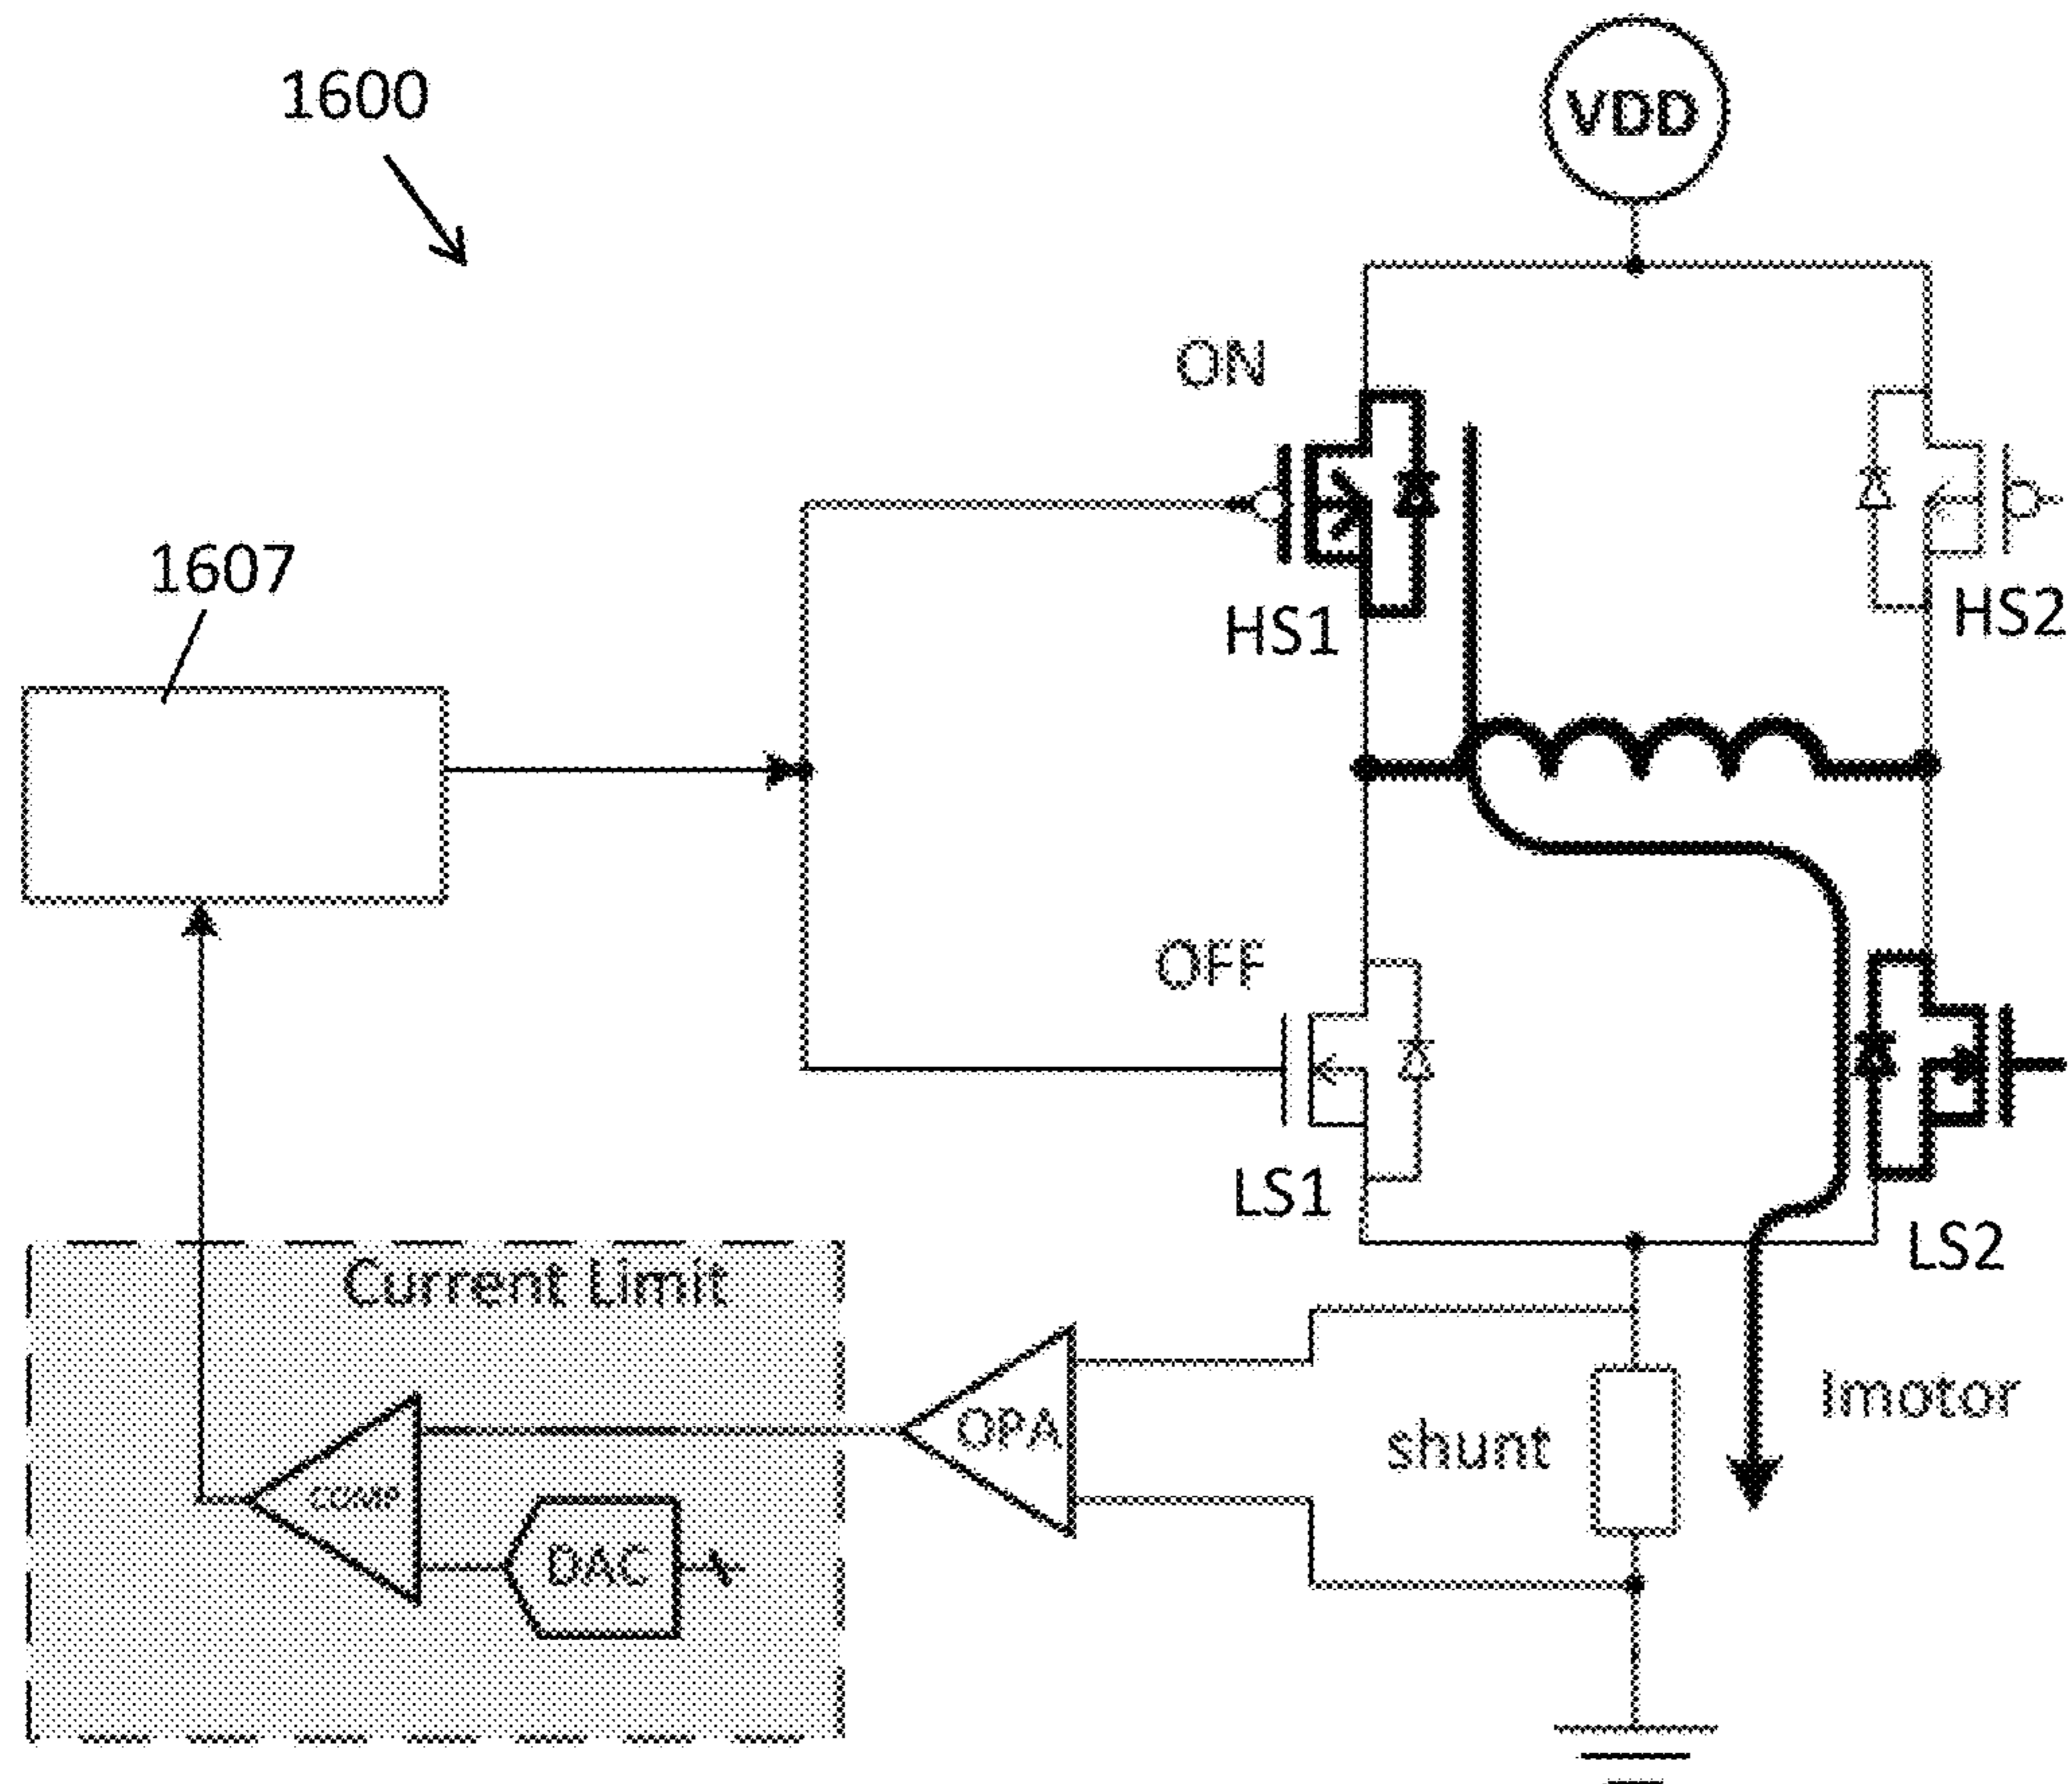 1600
VDD
ON
1607
HS1
HS2
OFF
LS1
LS2
Current Limit
Imotor
OPA
shunt
COMP
DAC